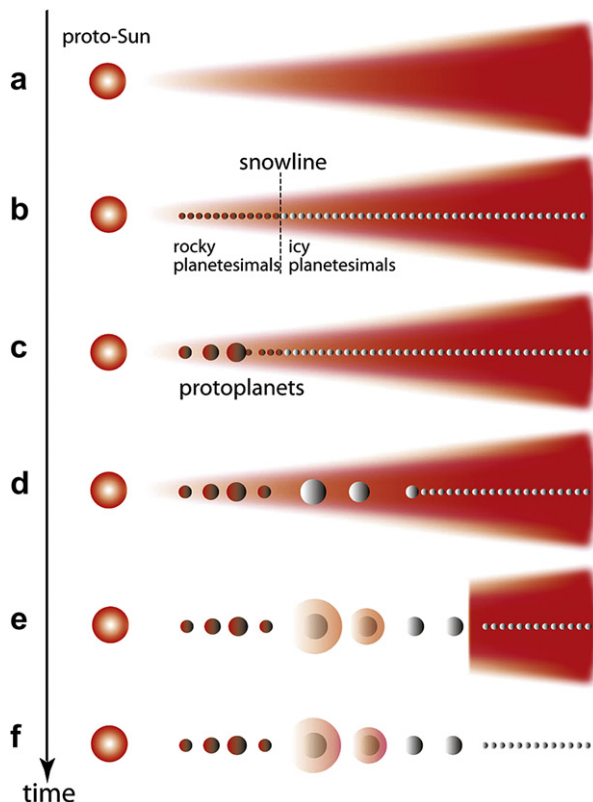 proto-Sun
a
snowline
b
rocky
planetesimals
icy
planetesimals
c
protoplanets
d
e
f
time